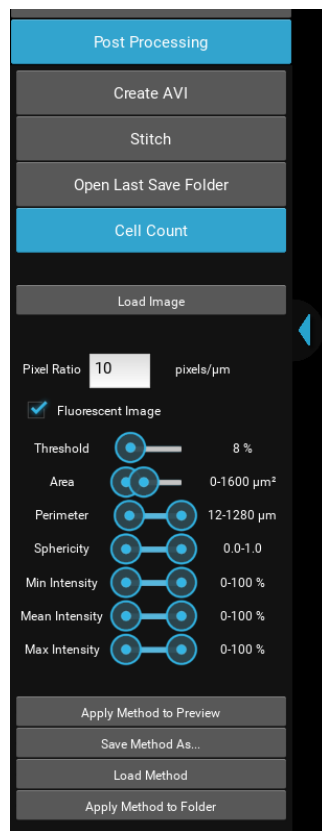 Post Processing
Create AVI
Stitch
Open Last Save Folder
Cell Count
Load Image
Pixel Ratio 10 pixels/µm
Fluorescent Image
Threshold 8 %
Area 0-1600 µm²
Perimeter 12-1280 µm
Sphericity 0.0-1.0
Min Intensity 0-100 %
Mean Intensity 0-100 %
Max Intensity 0-100 %
Apply Method to Preview
Save Method As...
Load Method
Apply Method to Folder